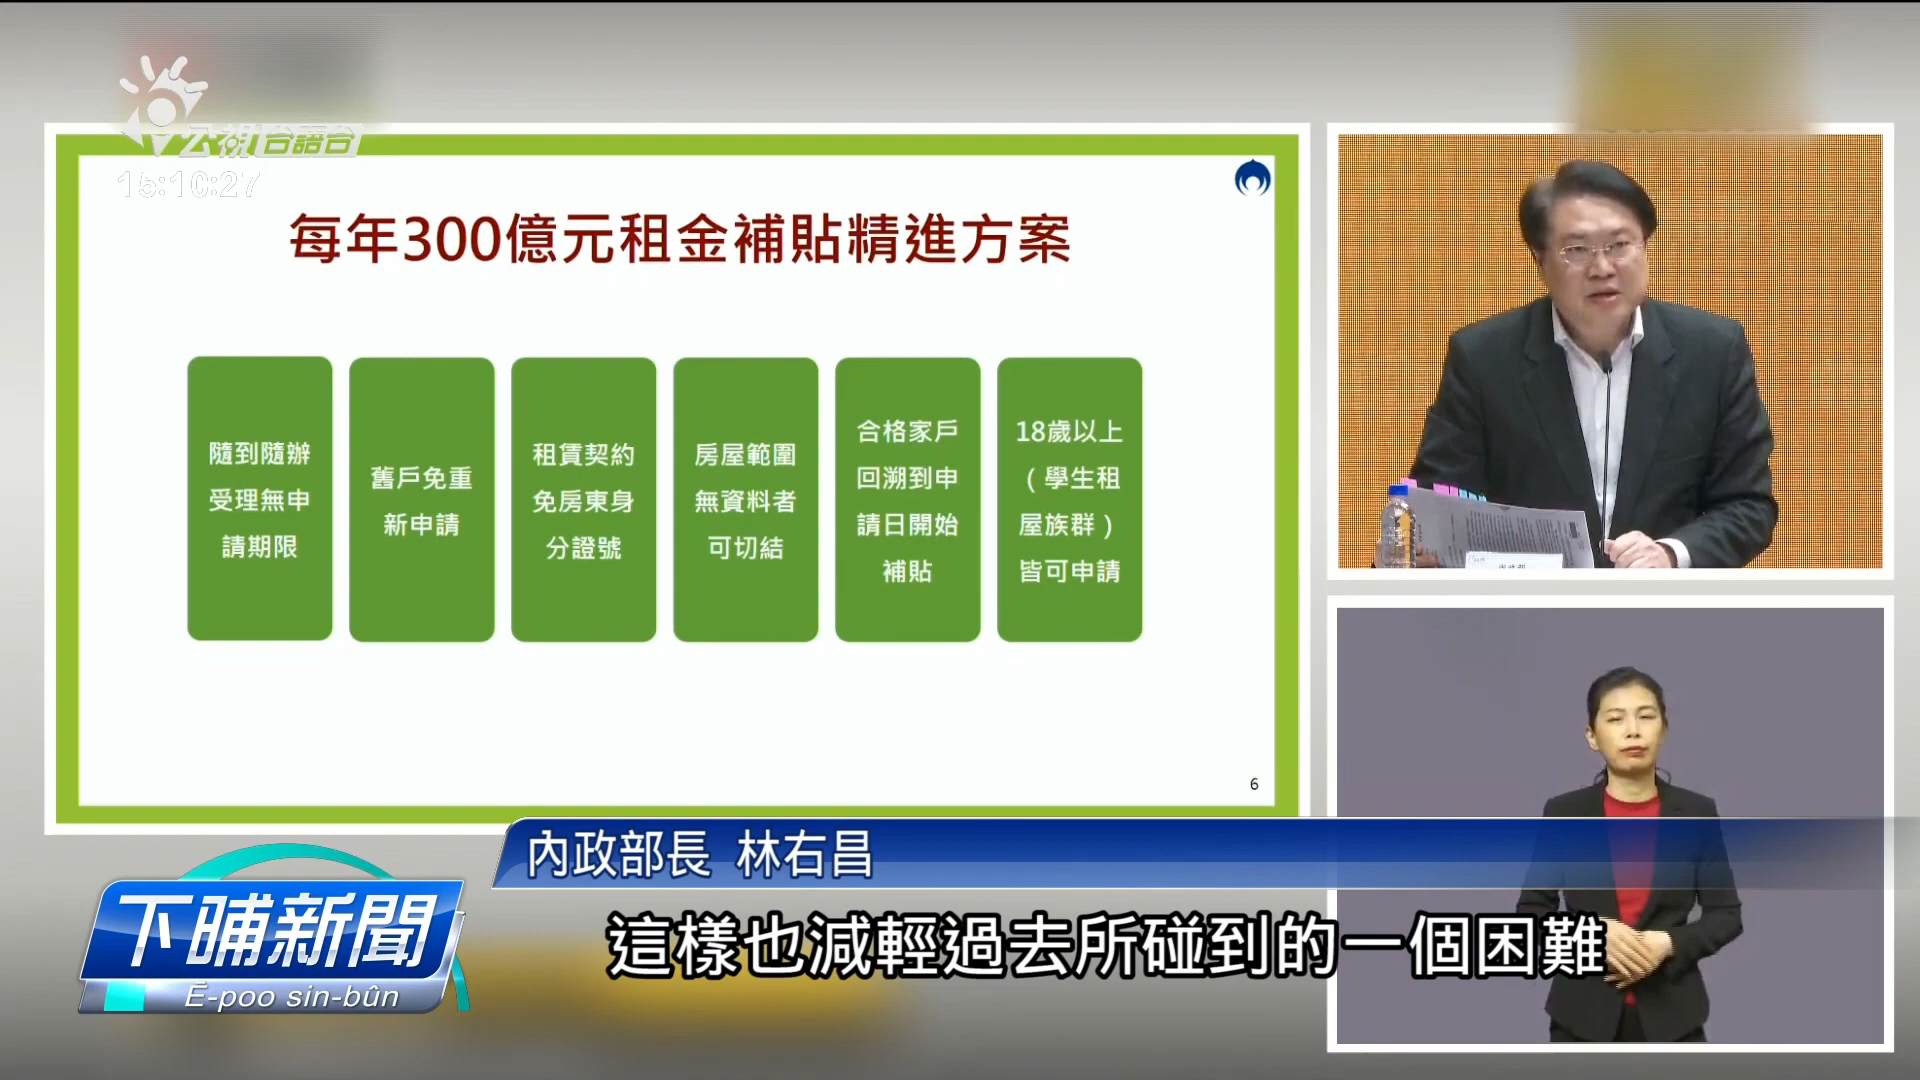 公視台語台
15:10:27
每年300億元租金補貼精進方案
隨到隨辦
受理無申
請期限
舊戶免重
新申請
租賃契約
免房東身
分證號
房屋範圍
無資料者
可切結
合格家戶
回溯到申
請日開始
補貼
18歲以上
（學生租
屋族群）
皆可申請
6
內政部長 林右昌
下晡新聞
Ē-poo sin-bûn
這樣也減輕過去所碰到的一個困難